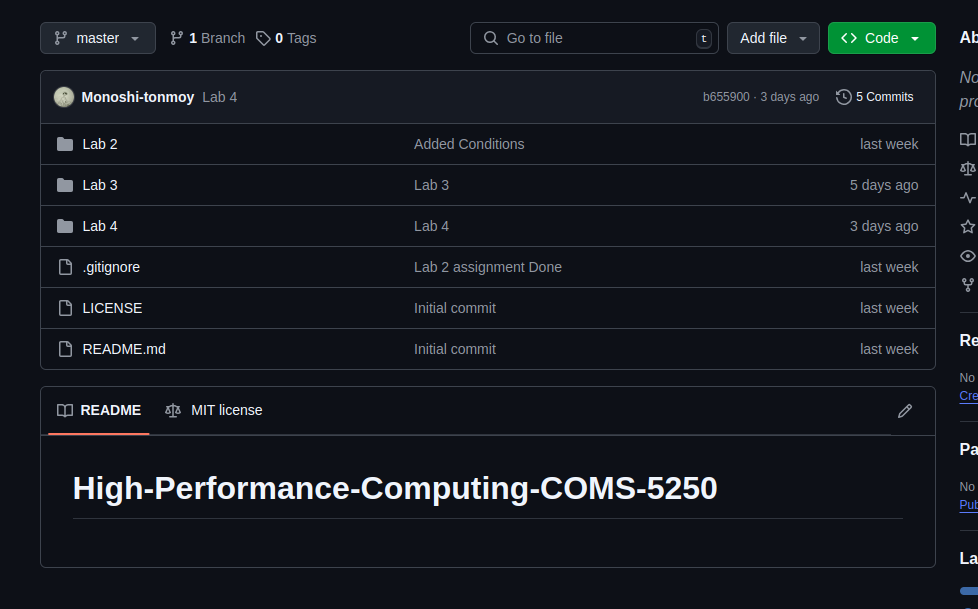 master 1 Branch 0 Tags Go to file t Add file Code
Monoshi-tonmoy Lab 4 b655900 · 3 days ago 5 Commits
Lab 2 Added Conditions last week
Lab 3 Lab 3 5 days ago
Lab 4 Lab 4 3 days ago
.gitignore Lab 2 assignment Done last week
LICENSE Initial commit last week
README.md Initial commit last week
README MIT license
High-Performance-Computing-COMS-5250
Ab
No
pro
Re
No
Cre
Pa
No
Pub
La